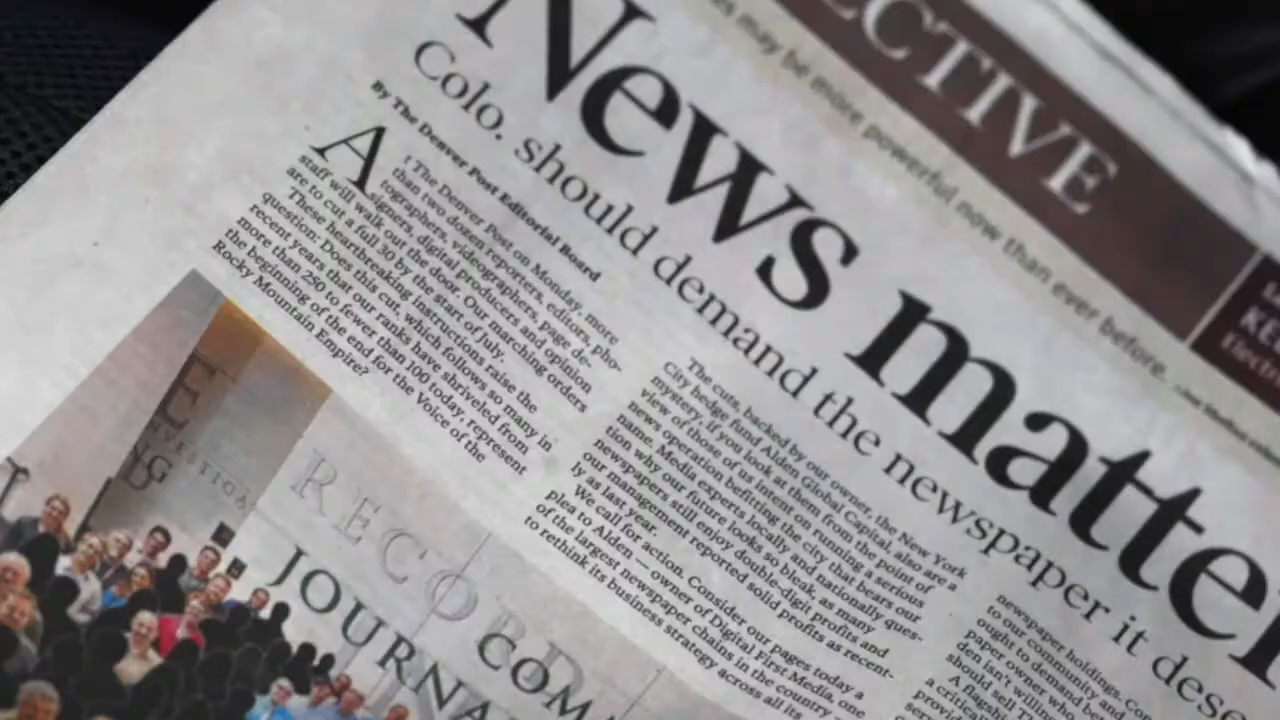 ECTIVE
may be more powerful now than ever before.
News matte
Colo. should demand the newspaper it dese
By The Denver Post Editorial Board
At The Denver Post on Monday, more
than two dozen reporters, editors, pho-
tographers, videographers, page de-
signers, digital producers and opinion
staff will walk out the door. Our marching orders
are to cut a full 30 by the start of July.
These heartbreaking instructions raise the
question: Does this cut, which follows so many in
recent years that our ranks have shriveled from
more than 250 to fewer than 100 today, represent
the beginning of the end for the Voice of the
Rocky Mountain Empire?
The cuts, backed by our owner, the New York
City hedge fund Alden Global Capital, also are a
mystery, if you look at them from the point of
view of those of us intent on running a serious
news operation befitting the city that bears our
name. Media experts locally and nationally ques-
tion why our future looks so bleak, as many
newspapers still enjoy double-digit profits and
our management reported solid profits as recent-
ly as last year.
We call for action. Consider our pages today a
plea to Alden — owner of Digital First Media, one
of the largest newspaper chains in the country —
to rethink its business strategy across all its
newspaper holdings. Con
to our community and
ought to demand b
paper owner who
den isn't willin
should sell T
A flagsh
a critica
provid
ser
RECORD
JOURNA
COM